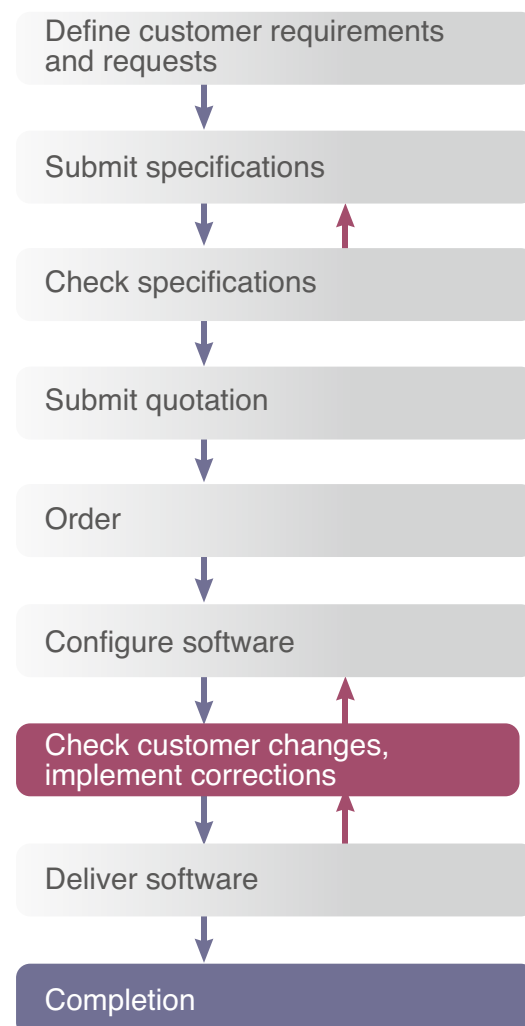 Define customer requirements
and requests
Submit specifications
Check specifications
Submit quotation
Order
Configure software
Check customer changes,
implement corrections
Deliver software
Completion